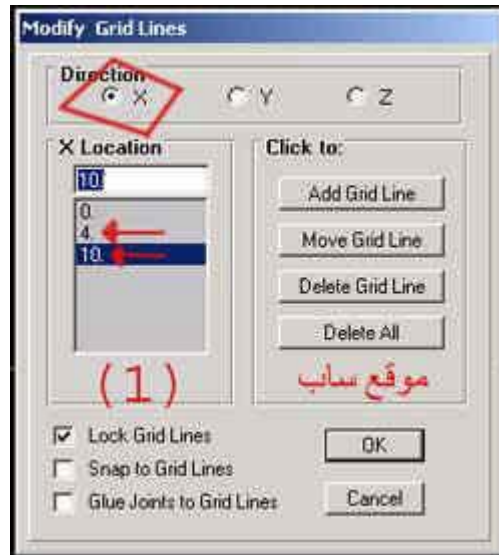 Modify Grid Lines
Direction
X
Y
Z
X Location
10.
0.
4.
10.
(1)
Click to:
Add Grid Line
Move Grid Line
Delete Grid Line
Delete All
موقع ساب
Lock Grid Lines
Snap to Grid Lines
Glue Joints to Grid Lines
OK
Cancel